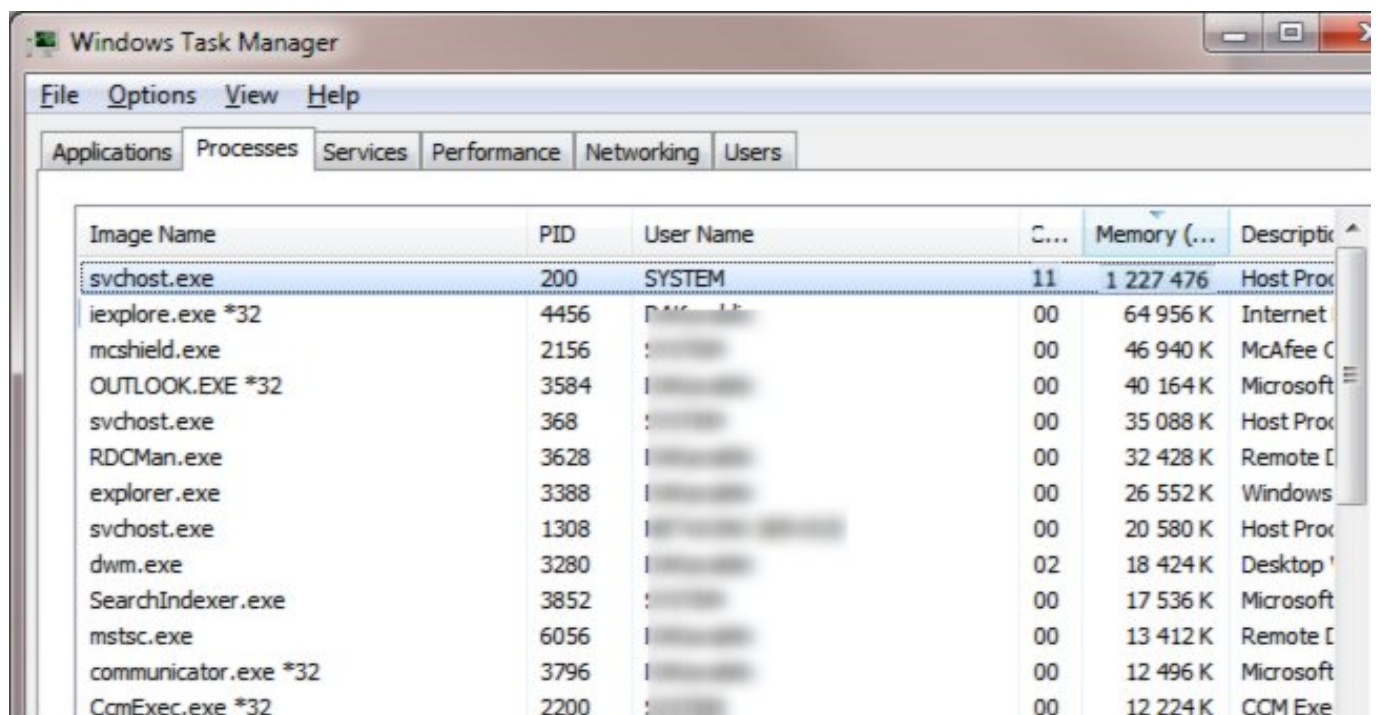 Windows Task Manager
File Options View Help
Applications Processes Services Performance Networking Users
Image Name PID User Name C... Memory (... Descriptic
svchost.exe 200 SYSTEM 11 1 227 476 Host Proc
iexplore.exe *32 4456 00 64 956 K Internet
mcshield.exe 2156 00 46 940 K McAfee C
OUTLOOK.EXE *32 3584 00 40 164 K Microsoft
svchost.exe 368 00 35 088 K Host Proc
RDCMan.exe 3628 00 32 428 K Remote D
explorer.exe 3388 00 26 552 K Windows
svchost.exe 1308 00 20 580 K Host Proc
dwm.exe 3280 02 18 424 K Desktop
SearchIndexer.exe 3852 00 17 536 K Microsoft
mstsc.exe 6056 00 13 412 K Remote D
communicator.exe *32 3796 00 12 496 K Microsoft
CcmExec.exe *32 2200 00 12 224 K CCM Exe